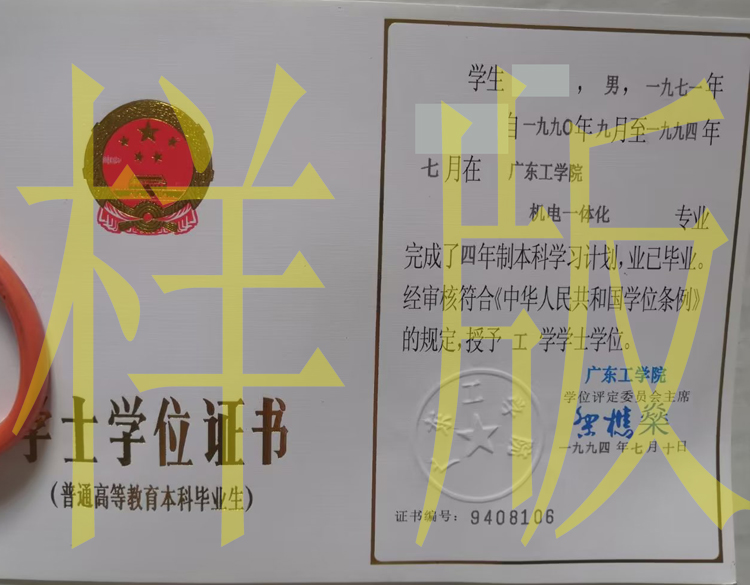 学士学位证书
(普通高等教育本科毕业生)
学生 ,男,一九七一年
自一九九〇年九月至一九九四年
七月在 广东工学院
机电一体化 专业
完成了四年制本科学习计划,业已毕业。
经审核符合《中华人民共和国学位条例》
的规定,授予 工 学学士学位。
广东工学院
学位评定委员会主席
一九九四年七月十日
证书编号:9408106
样版